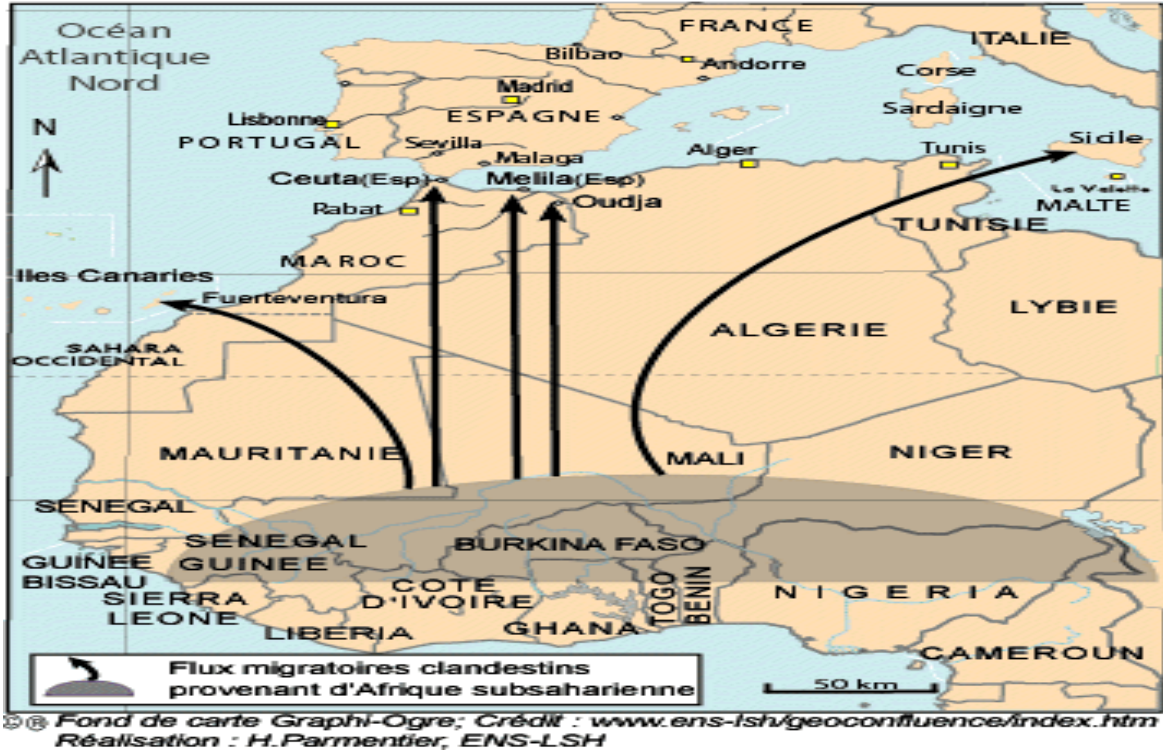 Océan
Atlantique
Nord
FRANCE
ITALIE
Bilbao
Andorre
Corse
Madrid
Sardaigne
Lisbonne
ESPAGNE
N
PORTUGAL
Sevilla
Sicile
Malaga
Alger
Tunis
Ceuta(Esp)
Melila(Esp)
La Valette
Rabat
Oudja
MALTE
TUNISIE
MAROC
Iles Canaries
Fuerteventura
LYBIE
ALGERIE
SAHARA
OCCIDENTAL
MAURITANIE
MALI
NIGER
SENEGAL
SENEGAL
BURKINA FASO
GUINEE
BISSAU
GUINEE
COTE
D'IVOIRE
TOGO
BENIN
NIGERIA
SIERRA
LEONE
LIBERIA
GHANA
CAMEROUN
Flux migratoires clandestins
provenant d'Afrique subsaharienne
50 km
©® Fond de carte Graphi-Ogre; Crédit : www.ens-lsh/geoconfluence/index.htm
Réalisation : H.Parmentier, ENS-LSH